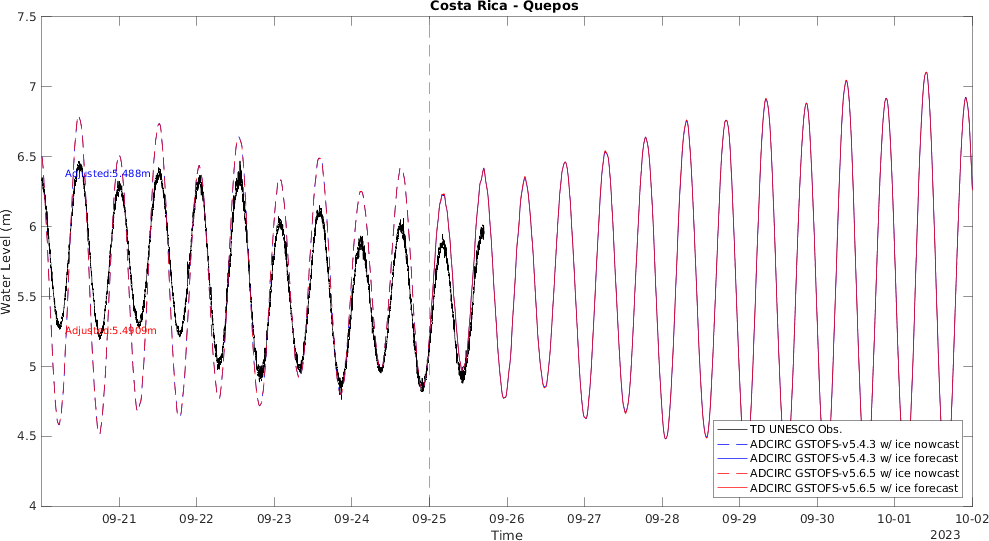 Costa Rica - Quepos
7.5
7
6.5
6
5.5
5
4.5
4
Water Level (m)
Adjusted:5.488m
Adjusted:5.4909m
TD UNESCO Obs.
ADCIRC GSTOFS-v5.4.3 w/ ice nowcast
ADCIRC GSTOFS-v5.4.3 w/ ice forecast
ADCIRC GSTOFS-v5.6.5 w/ ice nowcast
ADCIRC GSTOFS-v5.6.5 w/ ice forecast
09-21 09-22 09-23 09-24 09-25 09-26 09-27 09-28 09-29 09-30 10-01 10-02
Time
2023